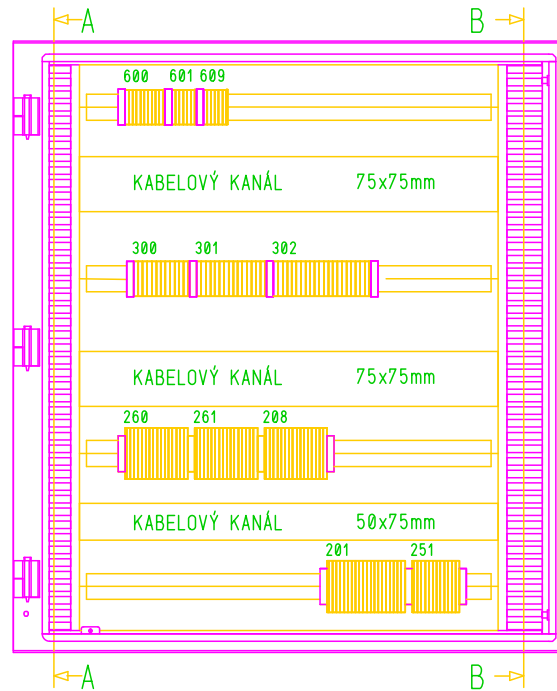 A B
600 601 609
KABELOVÝ KANÁL 75x75mm
300 301 302
KABELOVÝ KANÁL 75x75mm
260 261 208
KABELOVÝ KANÁL 50x75mm
201 251
A B